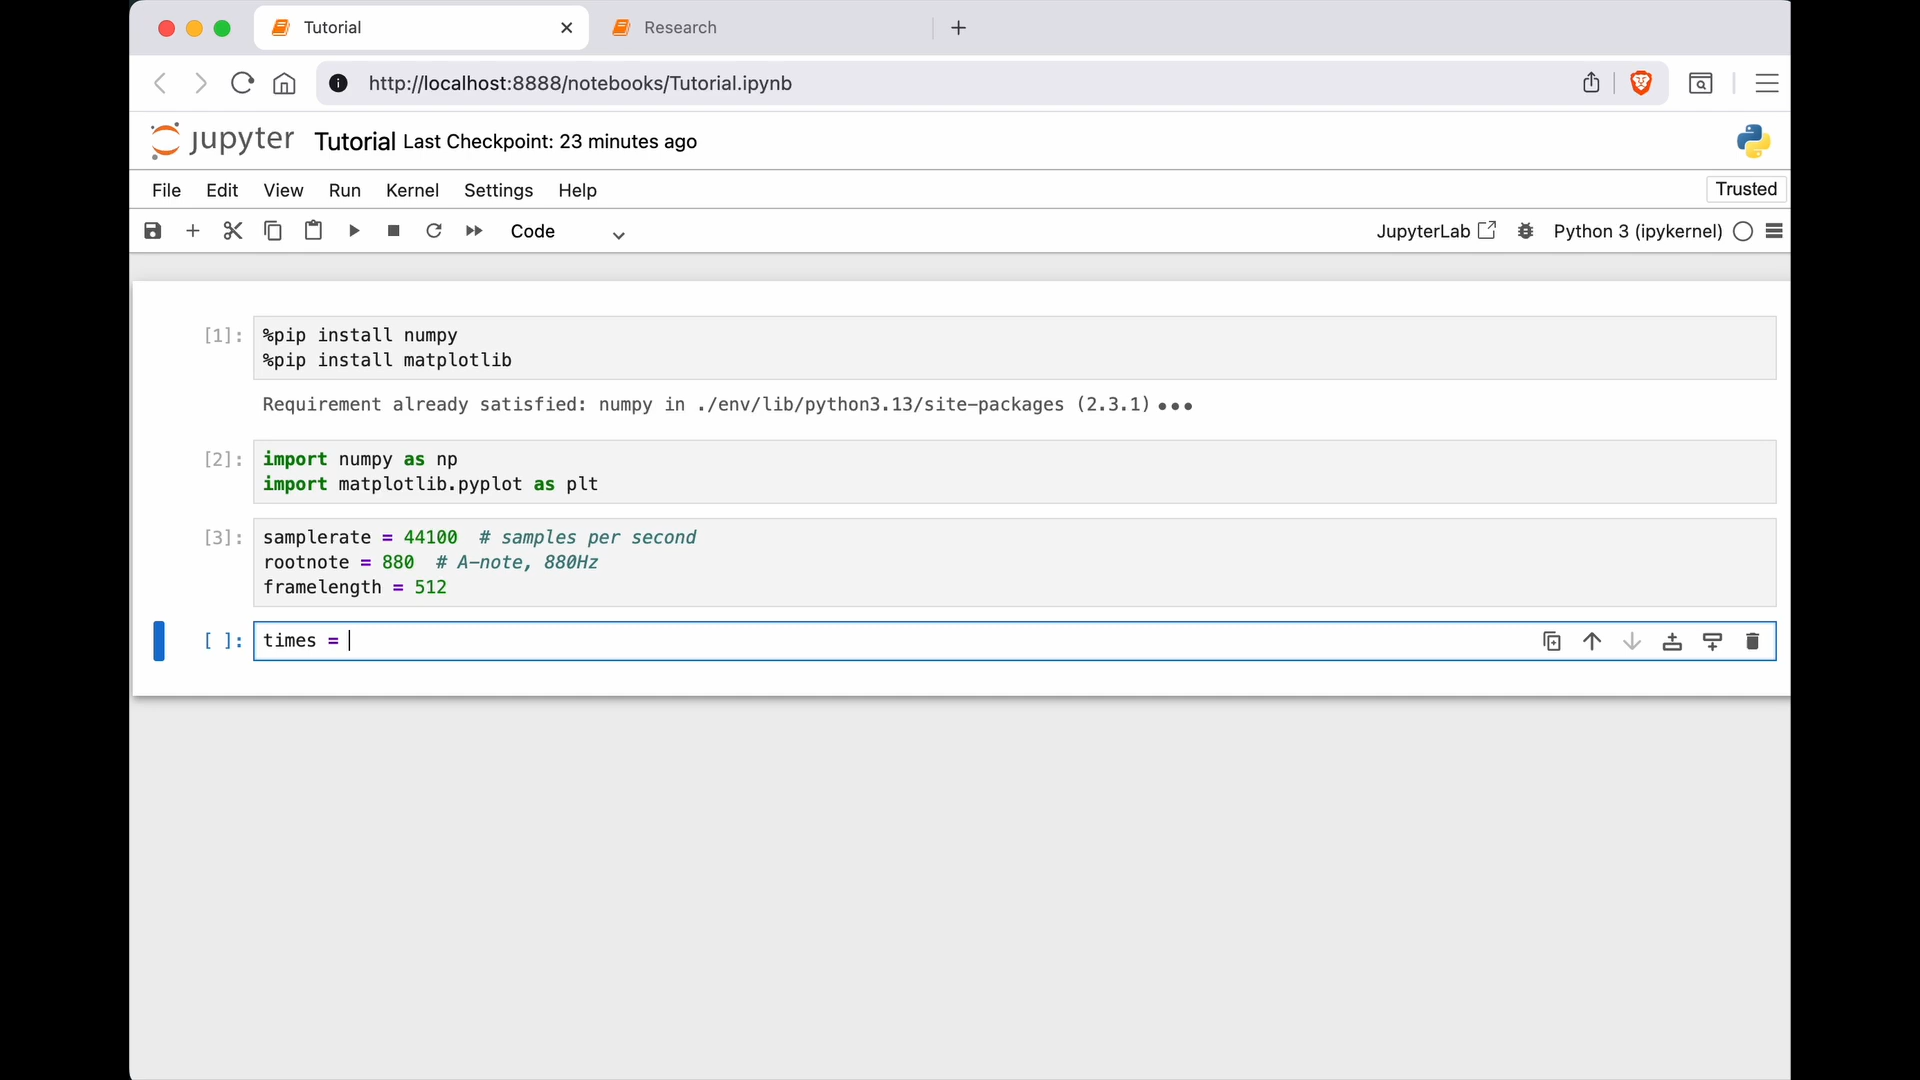 Tutorial
Research
http://localhost:8888/notebooks/Tutorial.ipynb
jupyter Tutorial Last Checkpoint: 23 minutes ago
File Edit View Run Kernel Settings Help Trusted
Code JupyterLab Python 3 (ipykernel)
[1]: %pip install numpy
%pip install matplotlib
Requirement already satisfied: numpy in ./env/lib/python3.13/site-packages (2.3.1)
[2]: import numpy as np
import matplotlib.pyplot as plt
[3]: samplerate = 44100 # samples per second
rootnote = 880 # A-note, 880Hz
framelength = 512
[ ]: times =